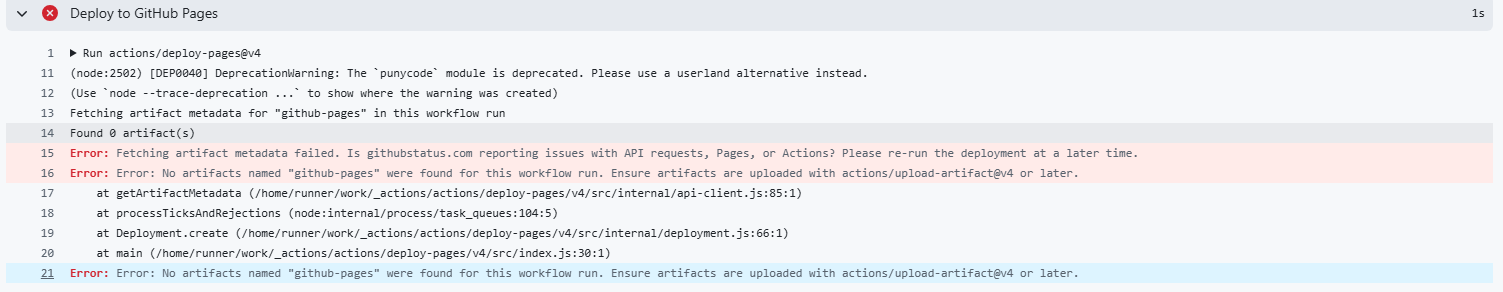 Deploy to GitHub Pages 1s
1 ▶ Run actions/deploy-pages@v4
11 (node:2502) [DEP0040] DeprecationWarning: The `punycode` module is deprecated. Please use a userland alternative instead.
12 (Use `node --trace-deprecation ...` to show where the warning was created)
13 Fetching artifact metadata for "github-pages" in this workflow run
14 Found 0 artifact(s)
15 Error: Fetching artifact metadata failed. Is githubstatus.com reporting issues with API requests, Pages, or Actions? Please re-run the deployment at a later time.
16 Error: Error: No artifacts named "github-pages" were found for this workflow run. Ensure artifacts are uploaded with actions/upload-artifact@v4 or later.
17 at getArtifactMetadata (/home/runner/work/_actions/actions/deploy-pages/v4/src/internal/api-client.js:85:1)
18 at processTicksAndRejections (node:internal/process/task_queues:104:5)
19 at Deployment.create (/home/runner/work/_actions/actions/deploy-pages/v4/src/internal/deployment.js:66:1)
20 at main (/home/runner/work/_actions/actions/deploy-pages/v4/src/index.js:30:1)
21 Error: Error: No artifacts named "github-pages" were found for this workflow run. Ensure artifacts are uploaded with actions/upload-artifact@v4 or later.